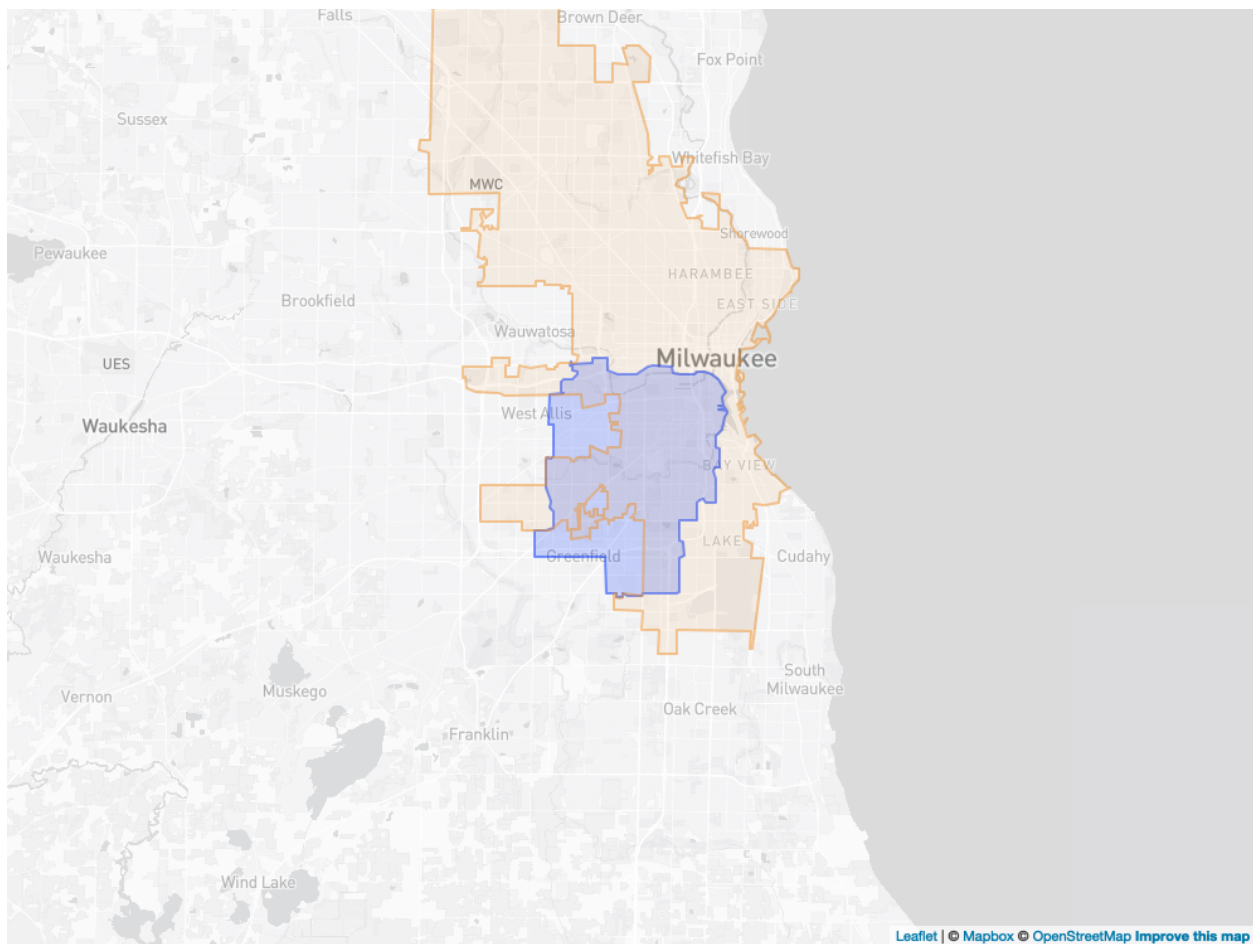 Falls
Brown Deer
Fox Point
Sussex
Whitefish Bay
MWC
Shorewood
Pewaukee
HARAMBEE
Brookfield
EAST SIDE
Wauwatosa
Milwaukee
UES
West Allis
Waukesha
BAY VIEW
LAKE
Waukesha
Greenfield
Cudahy
South
Milwaukee
Vernon
Muskego
Oak Creek
Franklin
Wind Lake
Leaflet | © Mapbox © OpenStreetMap Improve this map